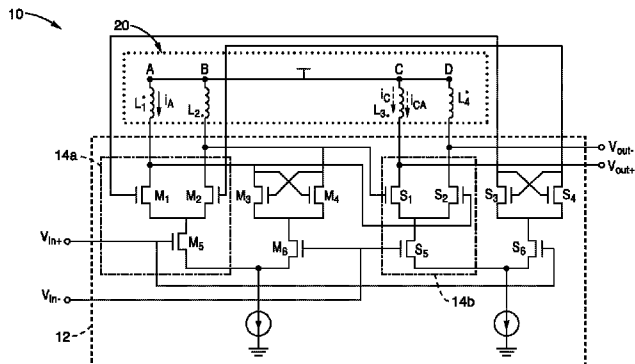 10
20
A
B
C
D
L1*
iA
L2*
iC
L3*
iCA
L4*
14a
Vout-
Vout+
M1
M2
M3
M4
S1
S2
S3
S4
Vin+
M5
M6
S5
S6
Vin-
12
14b